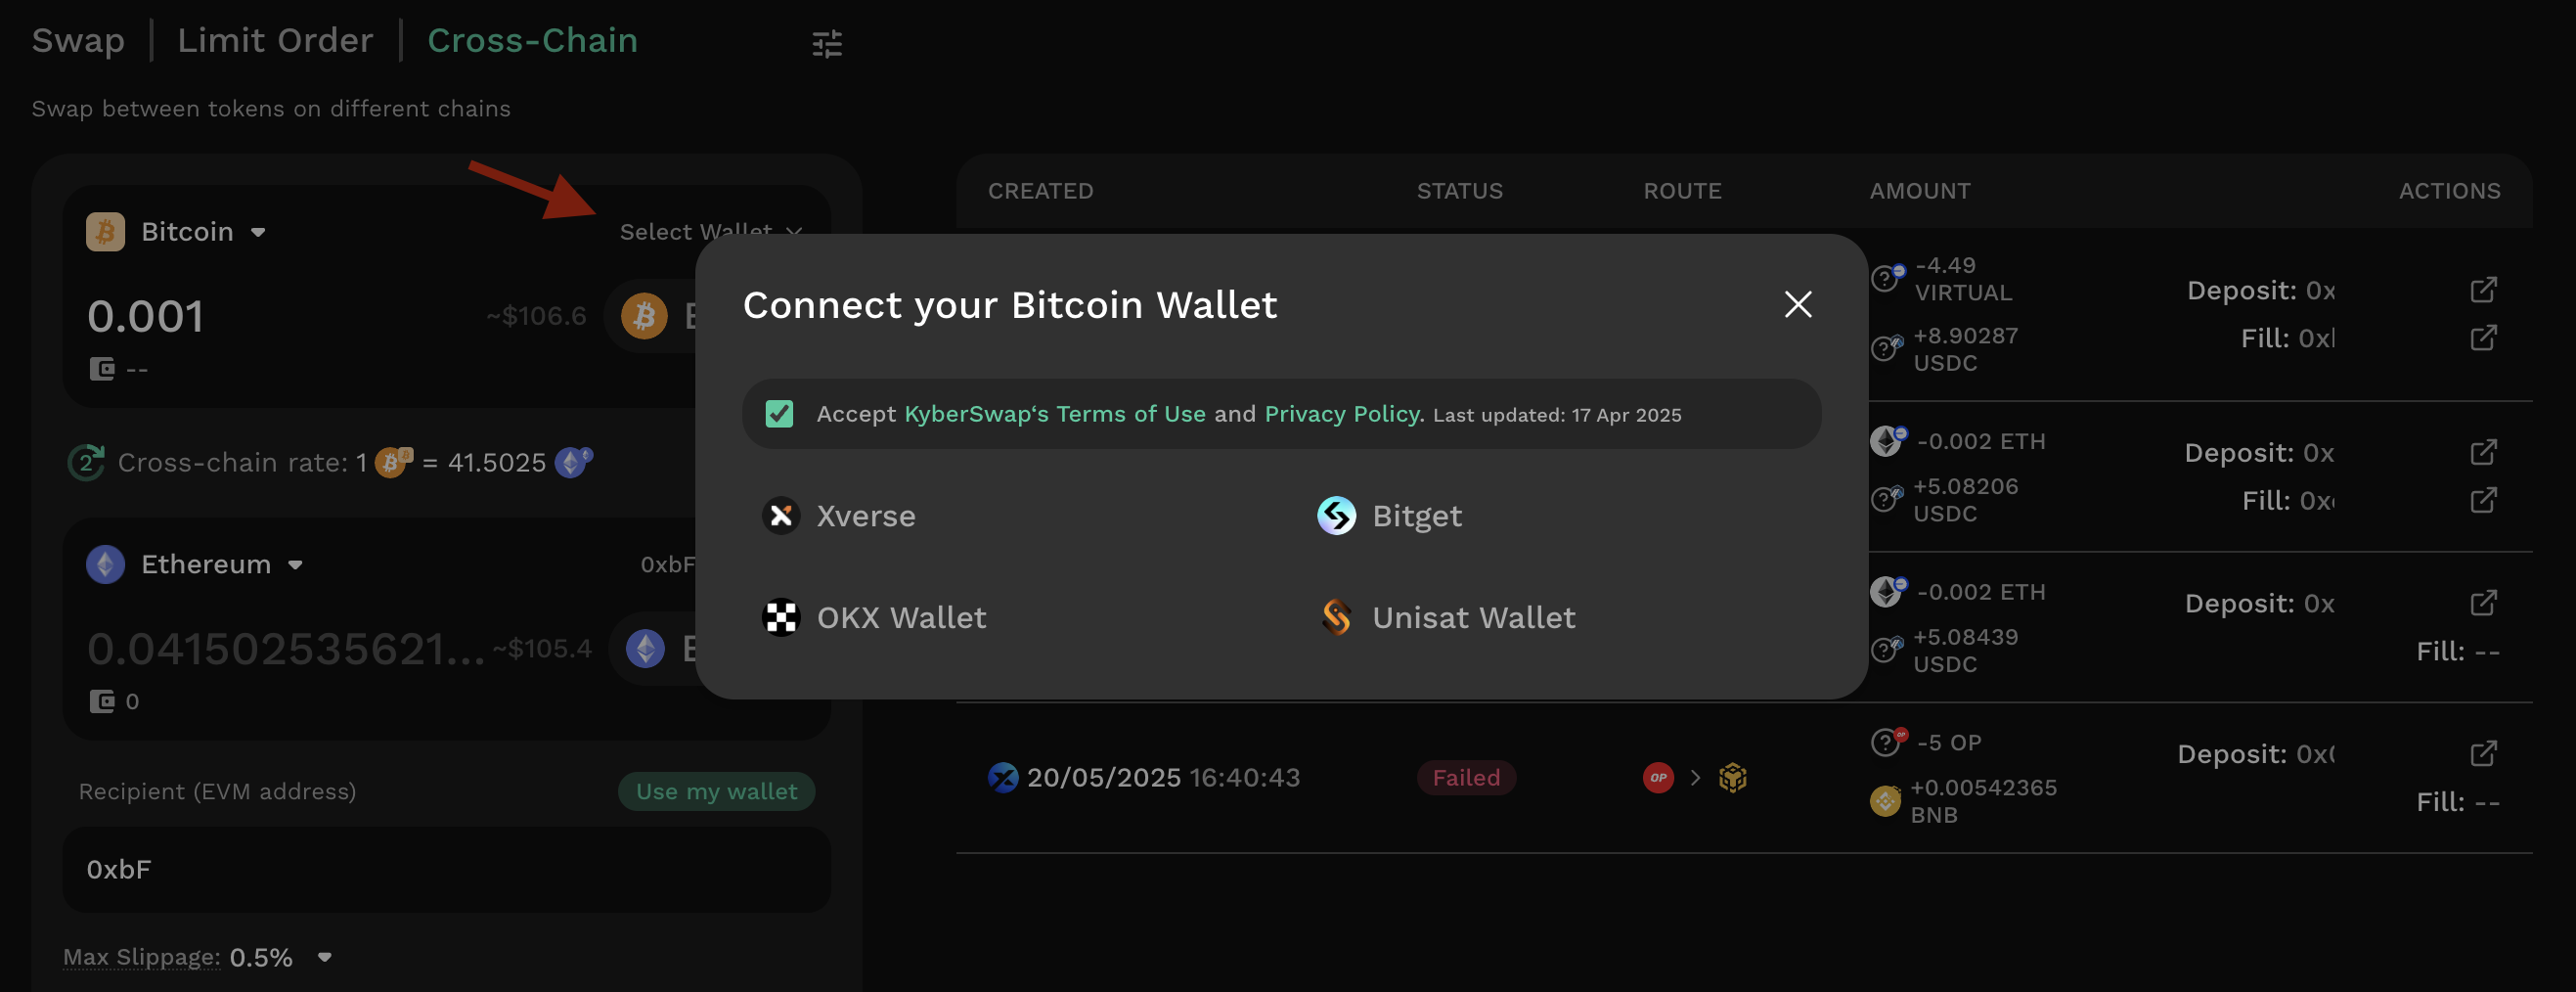 Swap | Limit Order | Cross-Chain
Swap between tokens on different chains
Bitcoin
Select Wallet
0.001
~$106.6
--
2 Cross-chain rate: 1 = 41.5025
Ethereum
0xbF
0.041502535621...
~$105.4
0
Recipient (EVM address)
Use my wallet
0xbF
Max Slippage: 0.5%
Connect your Bitcoin Wallet
Accept KyberSwap‘s Terms of Use and Privacy Policy. Last updated: 17 Apr 2025
Xverse
Bitget
OKX Wallet
Unisat Wallet
CREATED STATUS ROUTE AMOUNT ACTIONS
-4.49
VIRTUAL
+8.90287
USDC
Deposit: 0x
Fill: 0x
-0.002 ETH
+5.08206
USDC
Deposit: 0x
Fill: 0x
-0.002 ETH
+5.08439
USDC
Deposit: 0x
Fill: --
20/05/2025 16:40:43
Failed
OP
-5 OP
+0.00542365
BNB
Deposit: 0x
Fill: --